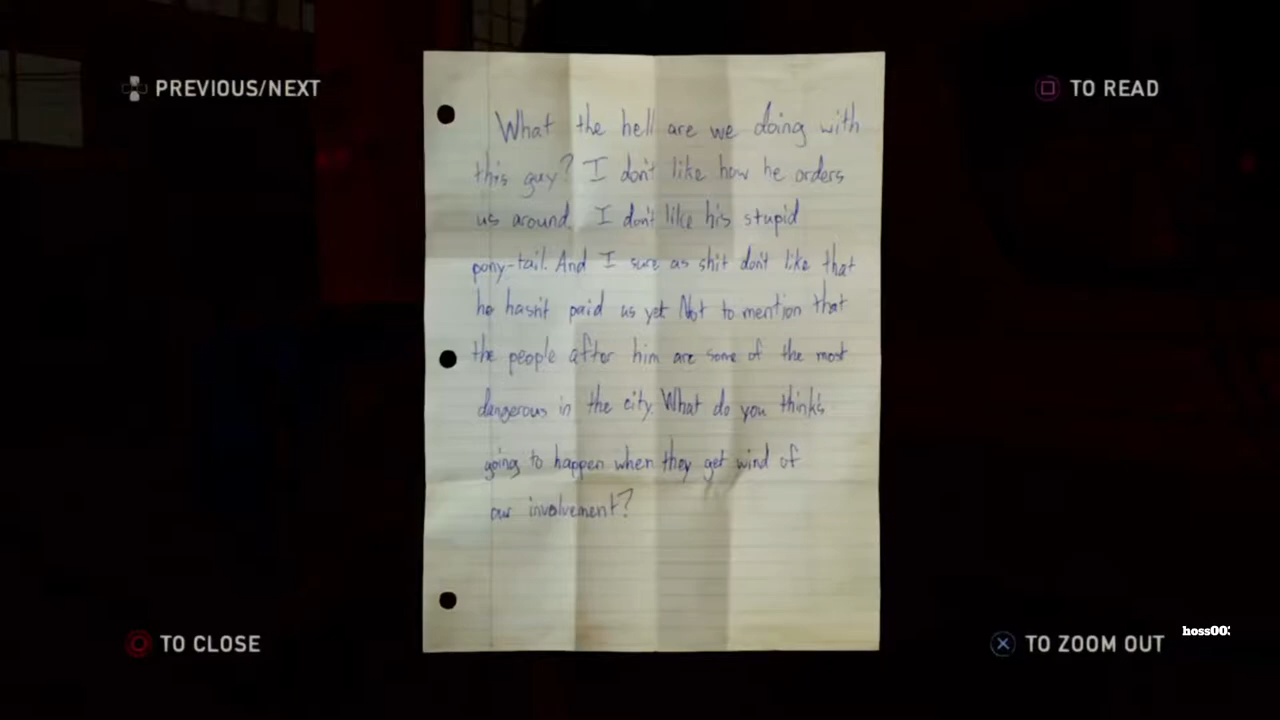 PREVIOUS/NEXT
TO READ
What the hell are we doing with
this guy? I don't like how he orders
us around. I don't like his stupid
pony-tail. And I sure as shit don't like that
he hasn't paid us yet Not to mention that
the people after him are some of the most
dangerous in the city. What do you think's
going to happen when they get wind of
our involvement?
TO CLOSE
TO ZOOM OUT